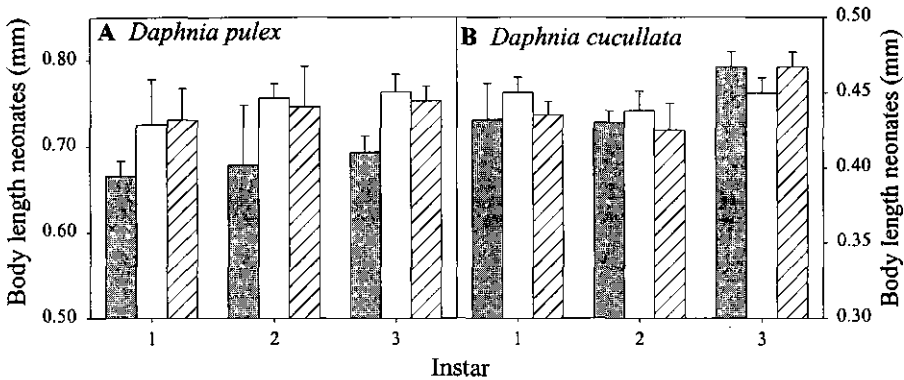 A Daphnia pulex
B Daphnia cucullata
Body length neonates (mm)
0.80
0.70
0.60
0.50
0.50
0.45
0.40
0.35
0.30
Body length neonates (mm)
1 2 3 1 2 3
Instar